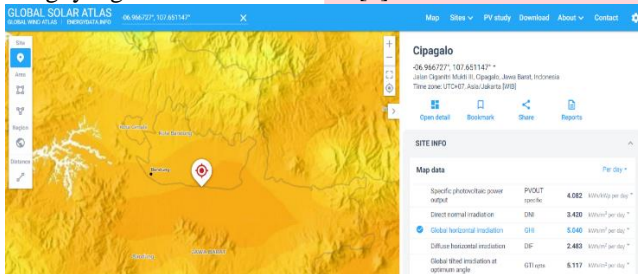 GLOBAL SOLAR ATLAS
GLOBAL WIND ATLAS ENERGYDATA.INFO
-06.966727°, 107.651147°
Map Sites PV study Download About Contact
Site
Area
Region
Distance
Kota Bandung
Bandung
Cipagalo
-06.966727°, 107.651147°
Jalan Ciganitri Mukti III, Cipagalo, Jawa Barat, Indonesia
Time zone: UTC+07, Asia/Jakarta [WIB]
Open detail Bookmark Share Reports
SITE INFO
Map data Per day
Specific photovoltaic power output PVOUT specific 4.082 kWh/kWp per day
Direct normal irradiation DNI 3.420 kWh/m² per day
Global horizontal irradiation GHI 5.040 kWh/m² per day
Diffuse horizontal irradiation DIF 2.483 kWh/m² per day
Global tilted irradiation at optimum angle GTI opta 5.117 kWh/m² per day